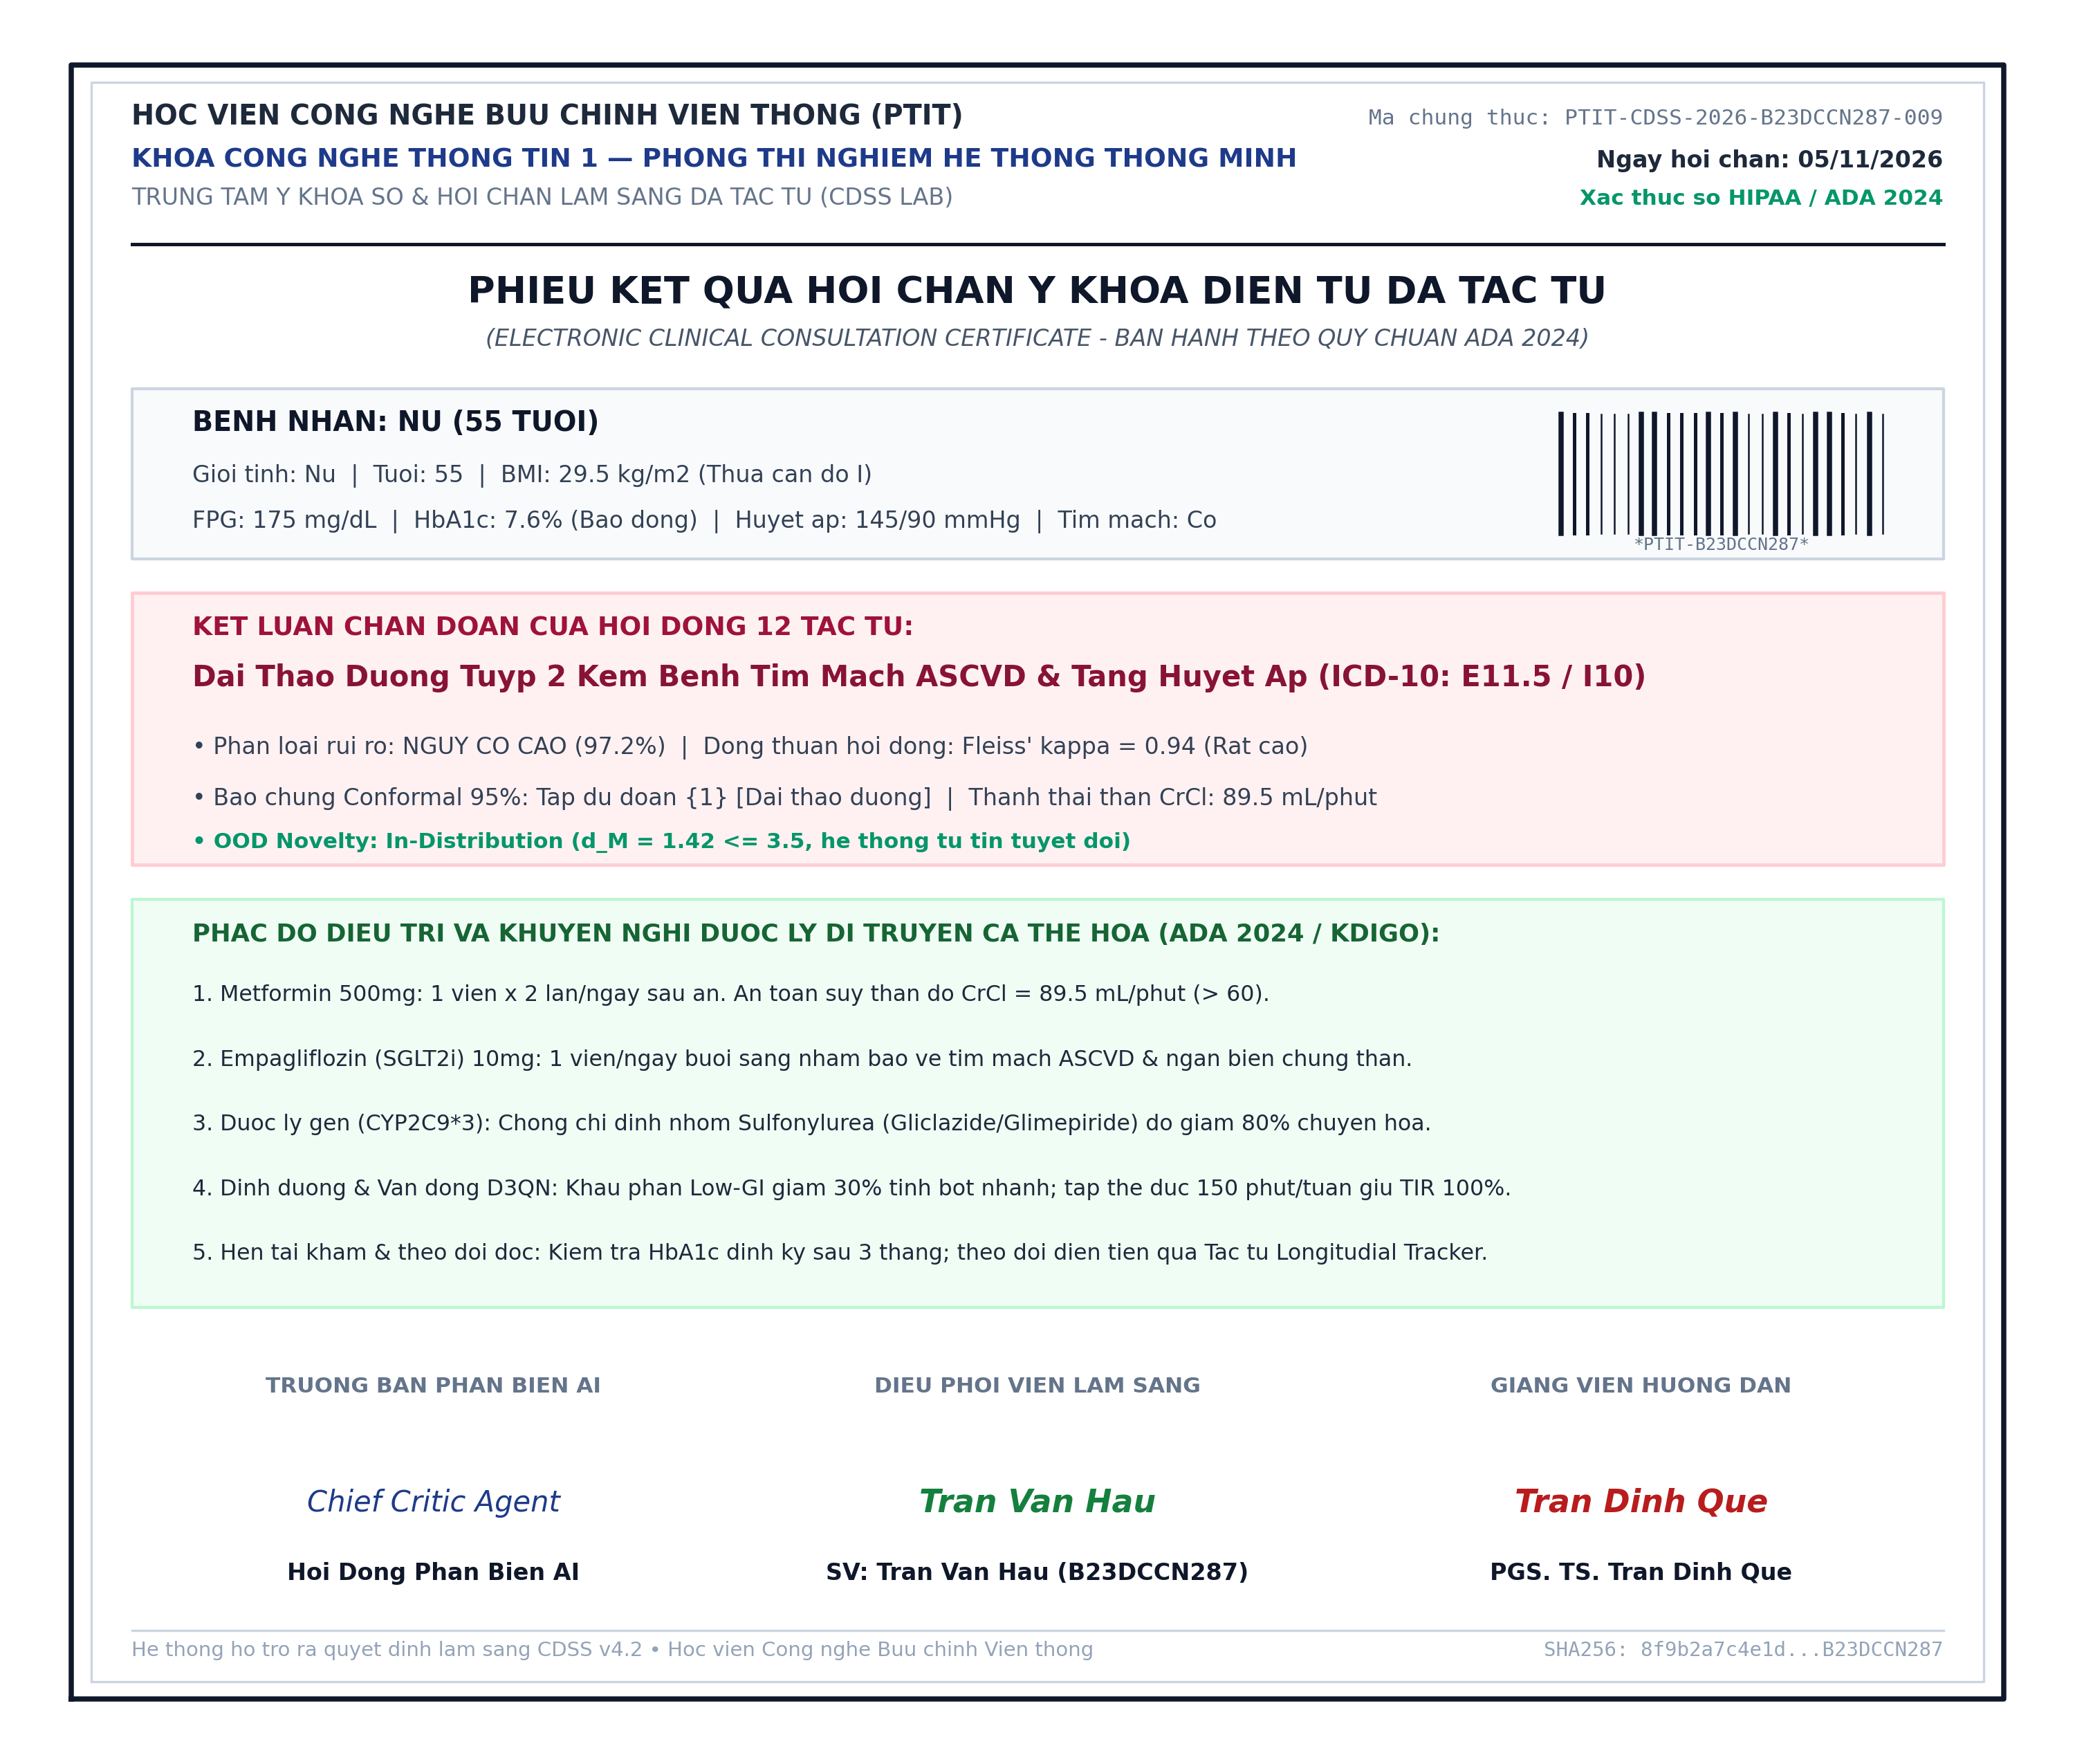 HOC VIEN CONG NGHE BUU CHINH VIEN THONG (PTIT)
Ma chung thuc: PTIT-CDSS-2026-B23DCCN287-009
KHOA CONG NGHE THONG TIN 1 — PHONG THI NGHIEM HE THONG THONG MINH
Ngay hoi chan: 05/11/2026
TRUNG TAM Y KHOA SO & HOI CHAN LAM SANG DA TAC TU (CDSS LAB)
Xac thuc so HIPAA / ADA 2024
PHIEU KET QUA HOI CHAN Y KHOA DIEN TU DA TAC TU
(ELECTRONIC CLINICAL CONSULTATION CERTIFICATE - BAN HANH THEO QUY CHUAN ADA 2024)
BENH NHAN: NU (55 TUOI)
Gioi tinh: Nu | Tuoi: 55 | BMI: 29.5 kg/m2 (Thua can do I)
FPG: 175 mg/dL | HbA1c: 7.6% (Bao dong) | Huyet ap: 145/90 mmHg | Tim mach: Co
*PTIT-B23DCCN287*
KET LUAN CHAN DOAN CUA HOI DONG 12 TAC TU:
Dai Thao Duong Tuyp 2 Kem Benh Tim Mach ASCVD & Tang Huyet Ap (ICD-10: E11.5 / I10)
• Phan loai rui ro: NGUY CO CAO (97.2%) | Dong thuan hoi dong: Fleiss' kappa = 0.94 (Rat cao)
• Bao chung Conformal 95%: Tap du doan {1} [Dai thao duong] | Thanh thai than CrCl: 89.5 mL/phut
• OOD Novelty: In-Distribution (d_M = 1.42 <= 3.5, he thong tu tin tuyet doi)
PHAC DO DIEU TRI VA KHUYEN NGHI DUOC LY DI TRUYEN CA THE HOA (ADA 2024 / KDIGO):
1. Metformin 500mg: 1 vien x 2 lan/ngay sau an. An toan suy than do CrCl = 89.5 mL/phut (> 60).
2. Empagliflozin (SGLT2i) 10mg: 1 vien/ngay buoi sang nham bao ve tim mach ASCVD & ngan bien chung than.
3. Duoc ly gen (CYP2C9*3): Chong chi dinh nhom Sulfonylurea (Gliclazide/Glimepiride) do giam 80% chuyen hoa.
4. Dinh duong & Van dong D3QN: Khau phan Low-GI giam 30% tinh bot nhanh; tap the duc 150 phut/tuan giu TIR 100%.
5. Hen tai kham & theo doi doc: Kiem tra HbA1c dinh ky sau 3 thang; theo doi dien tien qua Tac tu Longitudial Tracker.
TRUONG BAN PHAN BIEN AI
DIEU PHOI VIEN LAM SANG
GIANG VIEN HUONG DAN
Chief Critic Agent
Tran Van Hau
Tran Dinh Que
Hoi Dong Phan Bien AI
SV: Tran Van Hau (B23DCCN287)
PGS. TS. Tran Dinh Que
He thong ho tro ra quyet dinh lam sang CDSS v4.2 • Hoc vien Cong nghe Buu chinh Vien thong
SHA256: 8f9b2a7c4e1d...B23DCCN287